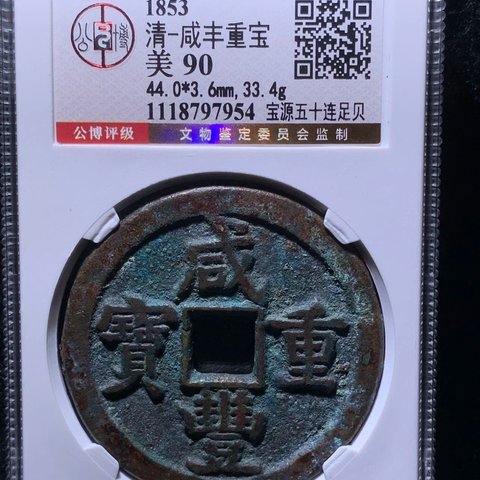 1853
清-咸丰重宝
美 90
44.0*3.6mm,33.4g
1118797954 宝源五十连足贝
公博评级 文物鉴定委员会监制
咸
寶 重
豐